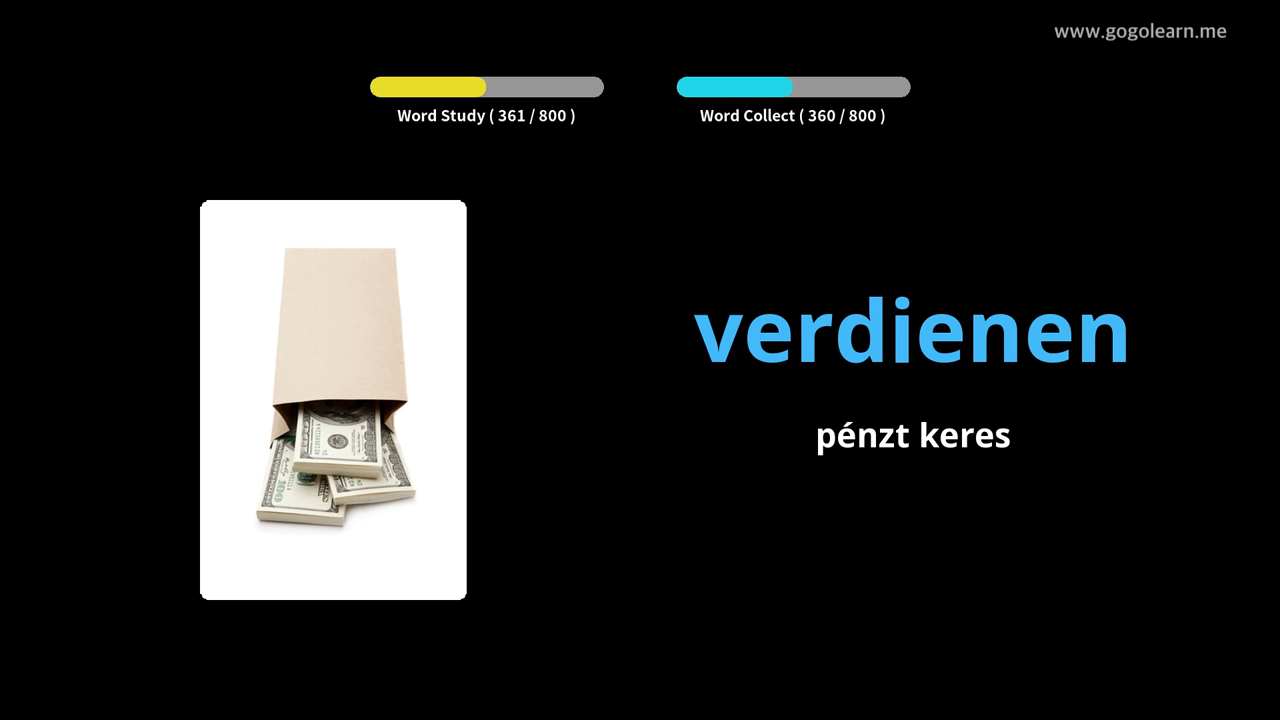 www.gogolearn.me
Word Study ( 361 / 800 )
Word Collect ( 360 / 800 )
verdienen
pénzt keres